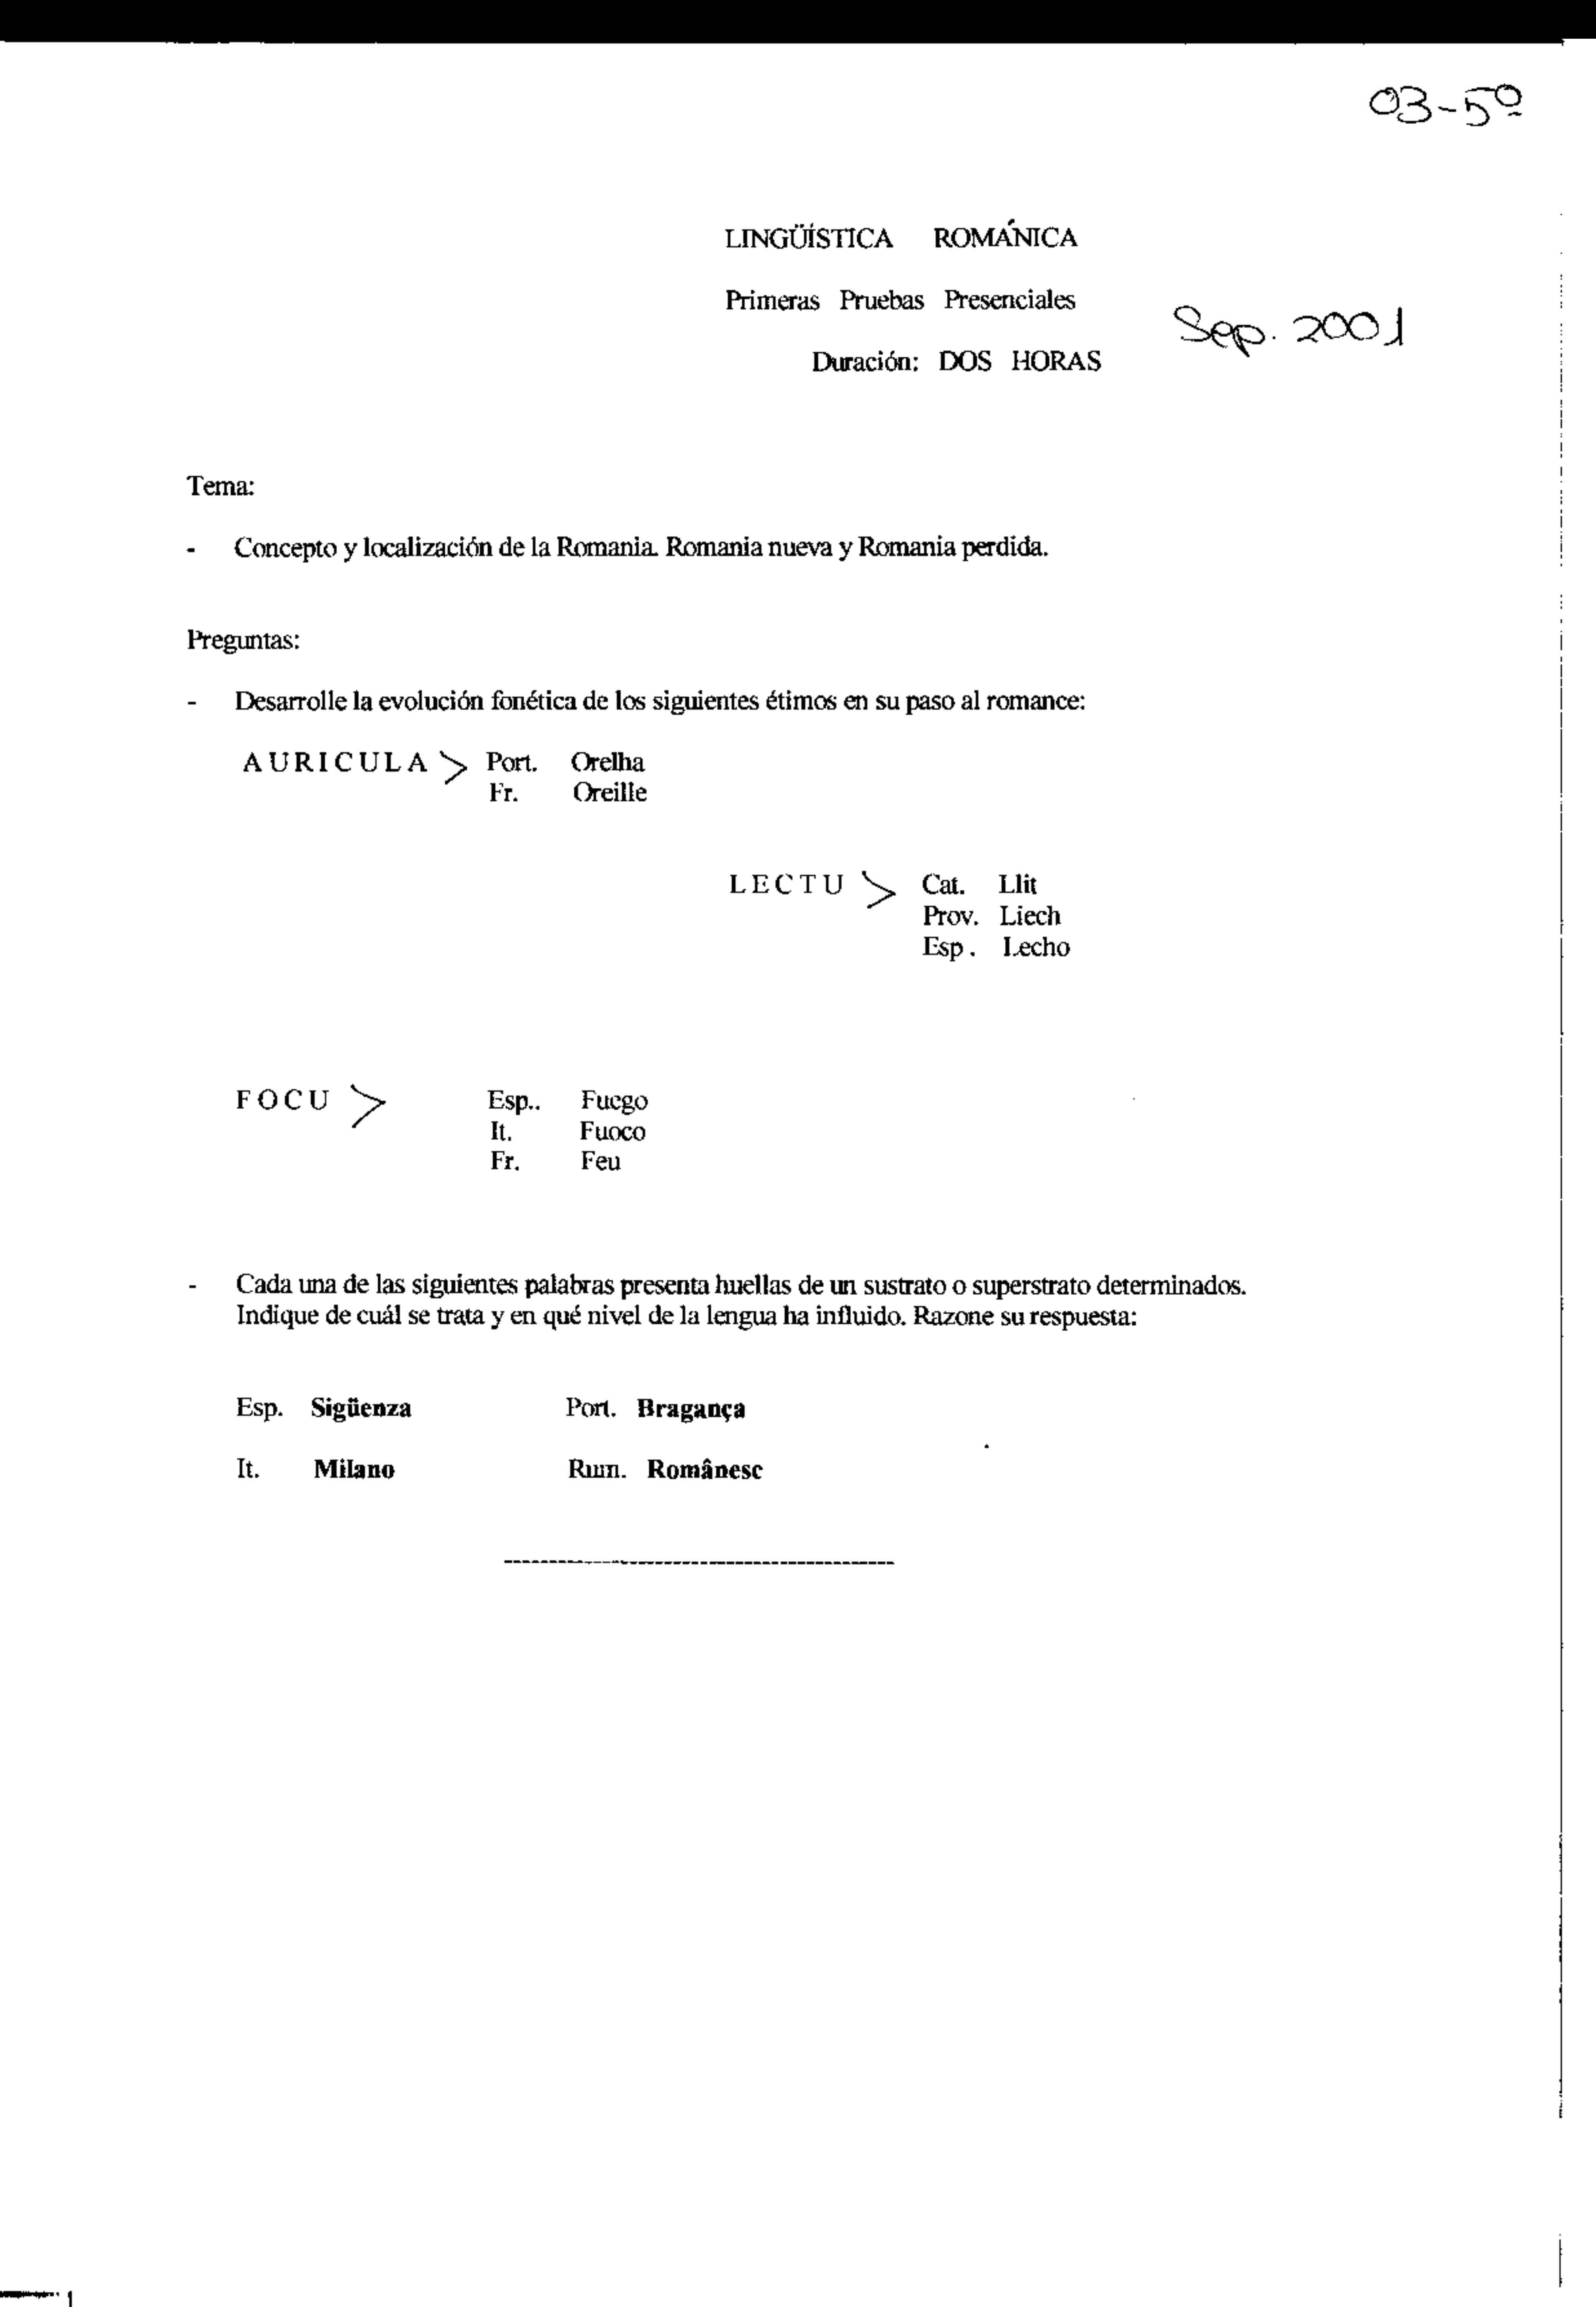 03-5º
LINGÜÍSTICA ROMÁNICA
Primeras Pruebas Presenciales
Sep. 2001
Duración: DOS HORAS
Tema:
- Concepto y localización de la Romania. Romania nueva y Romania perdida.
Preguntas:
- Desarrolle la evolución fonética de los siguientes étimos en su paso al romance:
AURICULA > Port. Orelha
Fr. Oreille
LECTU > Cat. Llit
Prov. Liech
Esp. Lecho
FOCU > Esp.. Fuego
It. Fuoco
Fr. Feu
- Cada una de las siguientes palabras presenta huellas de un sustrato o superstrato determinados.
Indique de cuál se trata y en qué nivel de la lengua ha influido. Razone su respuesta:
Esp. Sigüenza Port. Bragança
It. Milano Rum. Românesc